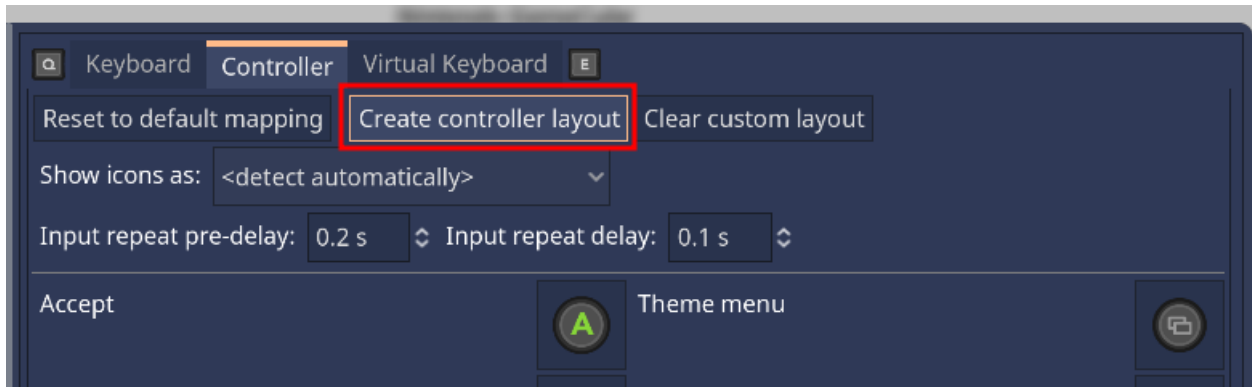 Q Keyboard Controller Virtual Keyboard E
Reset to default mapping Create controller layout Clear custom layout
Show icons as: <detect automatically>
Input repeat pre-delay: 0.2 s Input repeat delay: 0.1 s
Accept A Theme menu